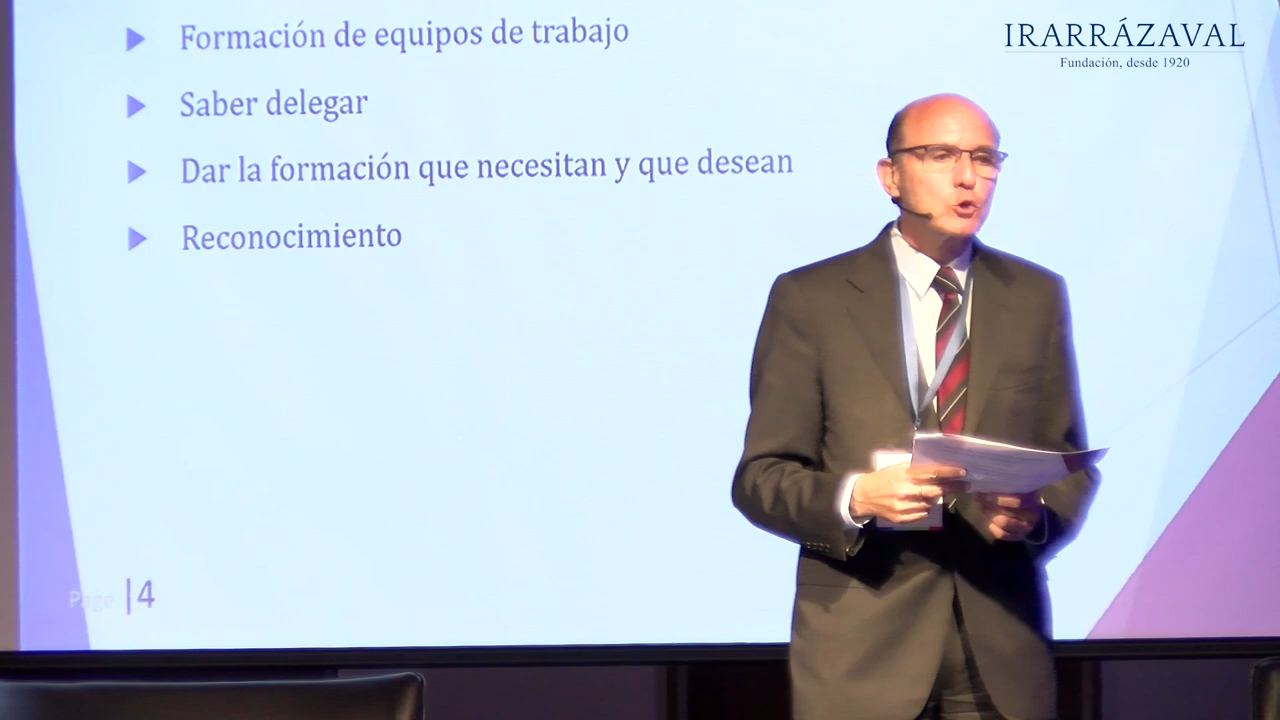 IRARRÁZAVAL
Fundación, desde 1920
Formación de equipos de trabajo
Saber delegar
Dar la formación que necesitan y que desean
Reconocimiento
Page |4